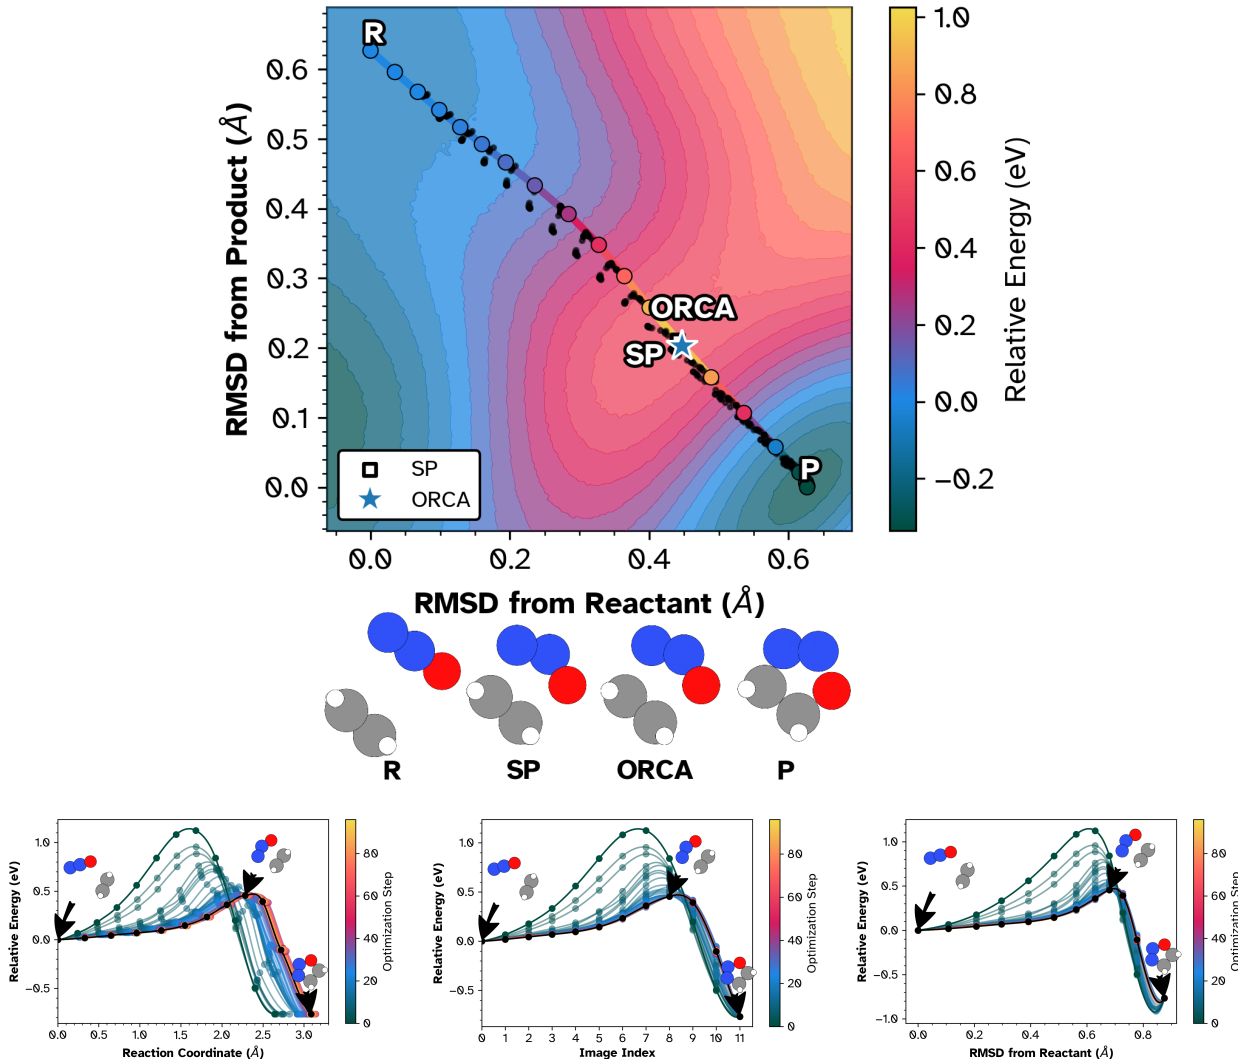 R
ORCA
SP
P
RMSD from Product (Å)
0.6
0.5
0.4
0.3
0.2
0.1
0.0
SP
ORCA
0.0 0.2 0.4 0.6
RMSD from Reactant (Å)
1.0
0.8
0.6
0.4
0.2
0.0
−0.2
Relative Energy (eV)
R SP ORCA P
Relative Energy (eV)
1.0
0.5
0.0
−0.5
0.0 0.5 1.0 1.5 2.0 2.5 3.0
Reaction Coordinate (Å)
80
60
40
20
0
Optimization Step
Relative Energy (eV)
1.0
0.5
0.0
−0.5
0 1 2 3 4 5 6 7 8 9 10 11
Image Index
80
60
40
20
0
Optimization Step
Relative Energy (eV)
1.0
0.5
0.0
−0.5
−1.0
0.0 0.2 0.4 0.6 0.8
RMSD from Reactant (Å)
80
60
40
20
0
Optimization Step